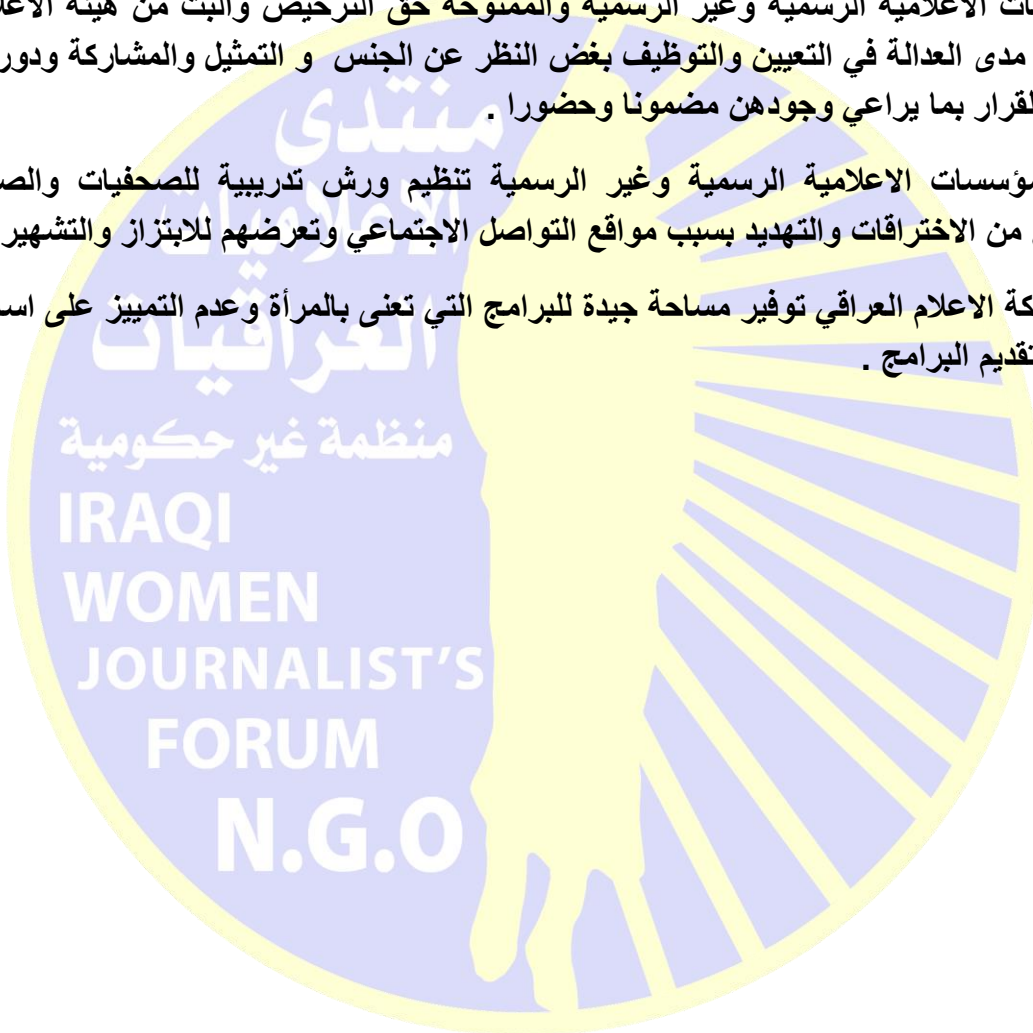 ات الاعلامية الرسمية وغير الرسمية والممنوحة حق الترخيص والبث من هيئة الاعلا
مدى العدالة في التعيين والتوظيف بغض النظر عن الجنس و التمثيل والمشاركة ودور
لقرار بما يراعي وجودهن مضمونا وحضورا .
مؤسسات الاعلامية الرسمية وغير الرسمية تنظيم ورش تدريبية للصحفيات والص
من الاختراقات والتهديد بسبب مواقع التواصل الاجتماعي وتعرضهم للابتزاز والتشهير
كة الاعلام العراقي توفير مساحة جيدة للبرامج التي تعنى بالمرأة وعدم التمييز على اس
تقديم البرامج .
منتدى
الاعلاميات
العراقيات
منظمة غير حكومية
IRAQI
WOMEN
JOURNALIST'S
FORUM
N.G.O